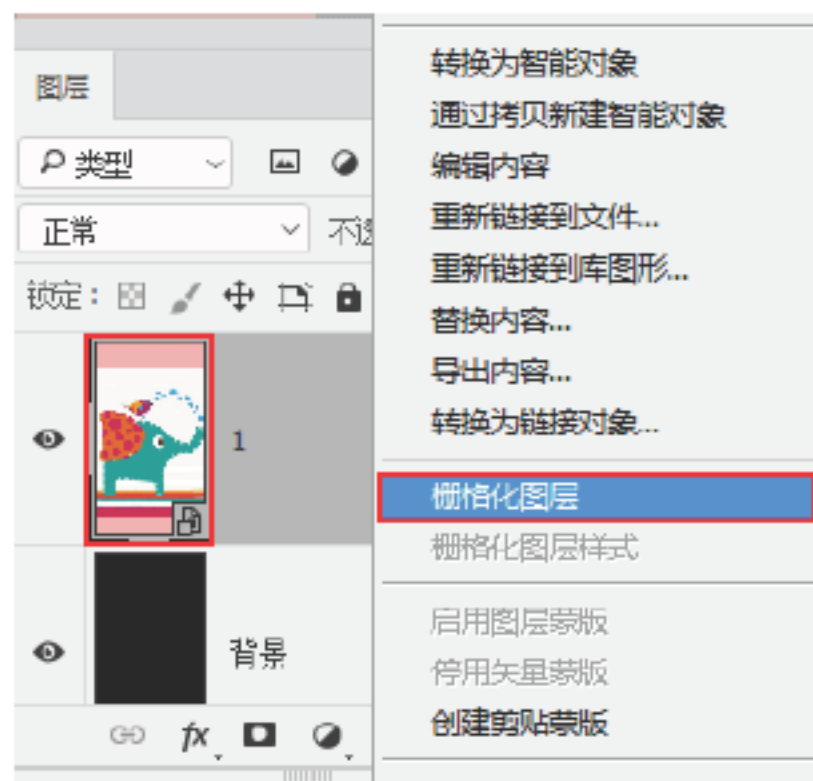 图层
类型
正常
不透
锁定：
1
背景
fx
转换为智能对象
通过拷贝新建智能对象
编辑内容
重新链接到文件...
重新链接到库图形...
替换内容...
导出内容...
转换为链接对象...
栅格化图层
栅格化图层样式
启用图层蒙版
停用矢量蒙版
创建剪贴蒙版